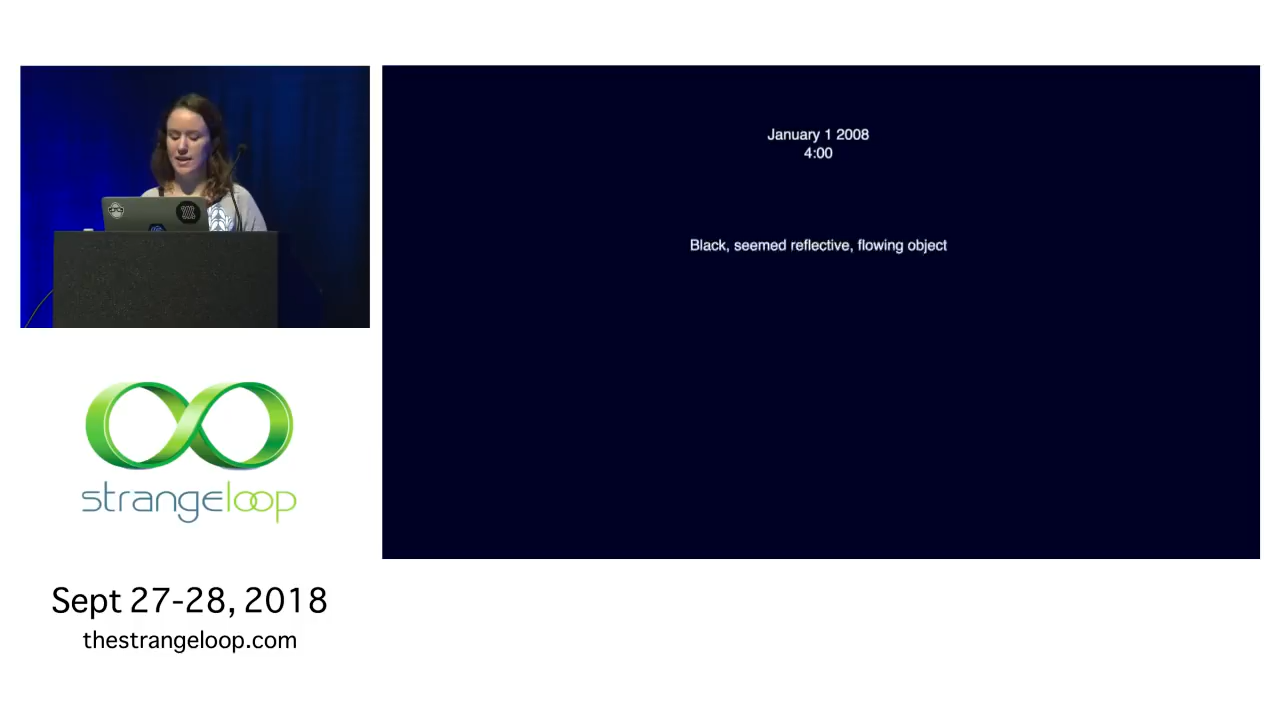 January 1 2008
4:00
Black, seemed reflective, flowing object
strangeloop
Sept 27-28, 2018
thestrangeloop.com